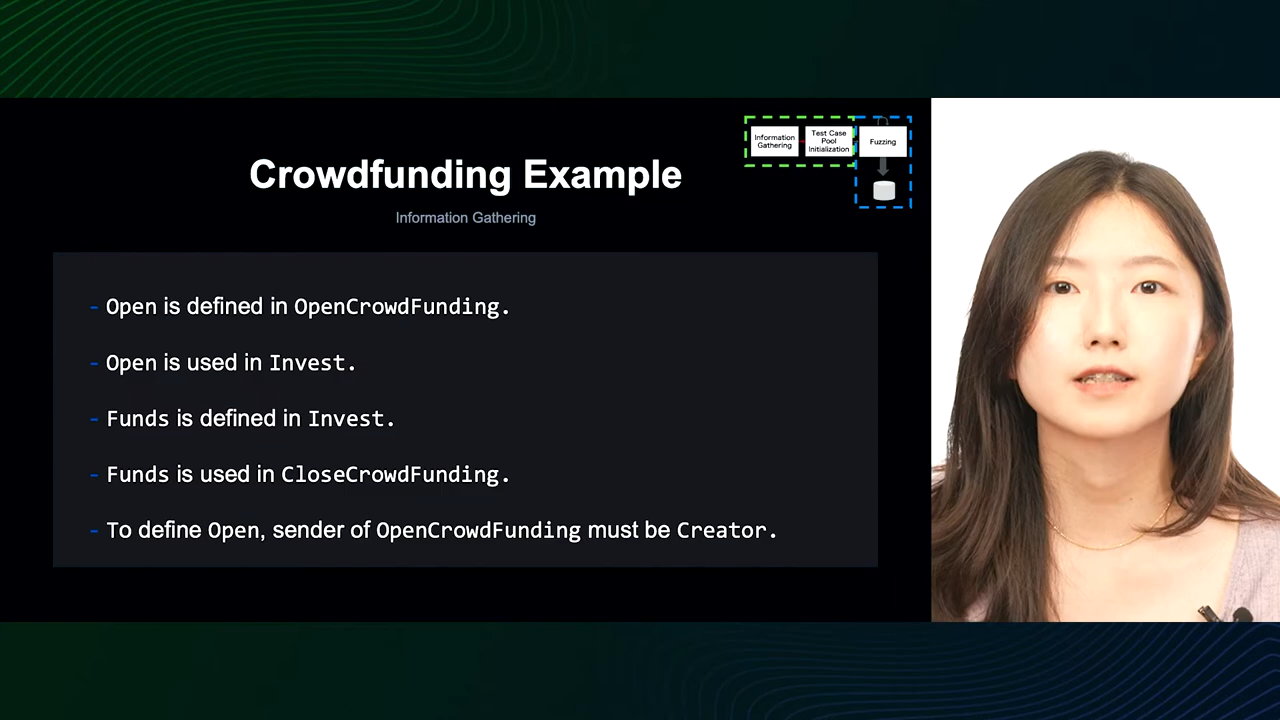 Information
Gathering
Test Case
Pool
Initialization
Fuzzing
Crowdfunding Example
Information Gathering
- Open is defined in OpenCrowdFunding.
- Open is used in Invest.
- Funds is defined in Invest.
- Funds is used in CloseCrowdFunding.
- To define Open, sender of OpenCrowdFunding must be Creator.